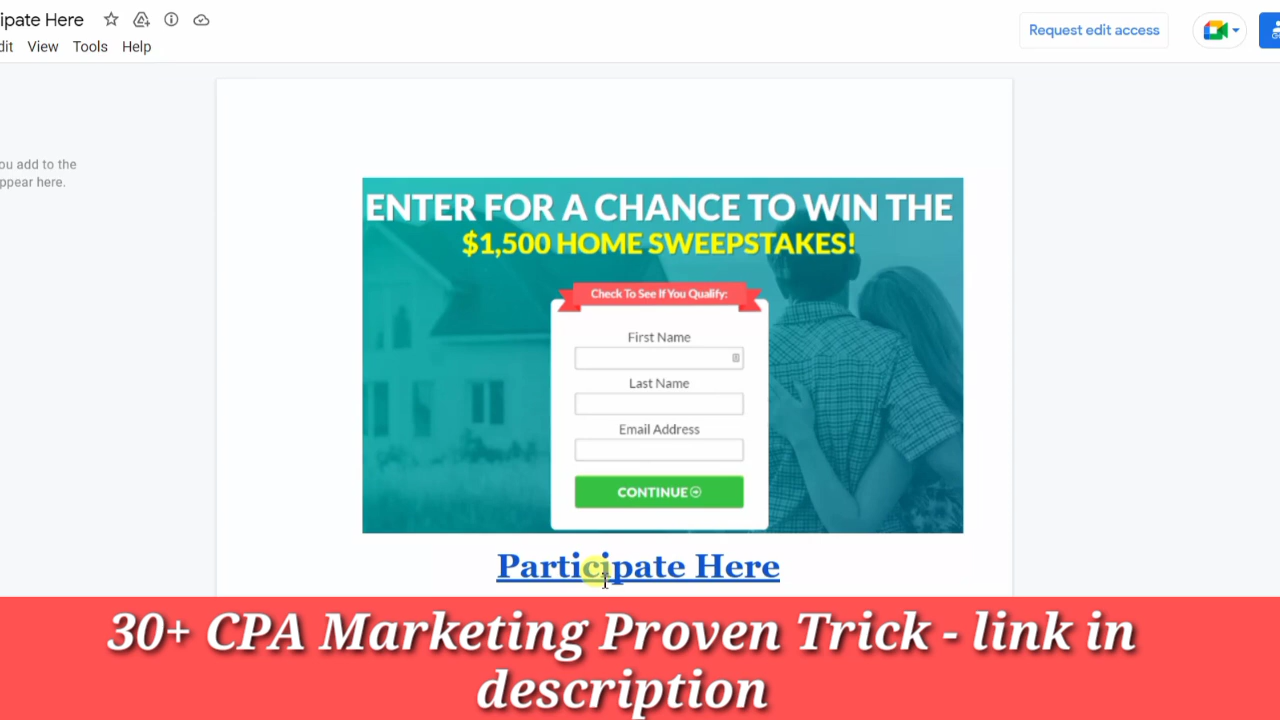 ipate Here
dit View Tools Help
Request edit access
ou add to the
ppear here.
ENTER FOR A CHANCE TO WIN THE
$1,500 HOME SWEEPSTAKES!
Check To See If You Qualify:
First Name
Last Name
Email Address
CONTINUE
Participate Here
30+ CPA Marketing Proven Trick - link in
description